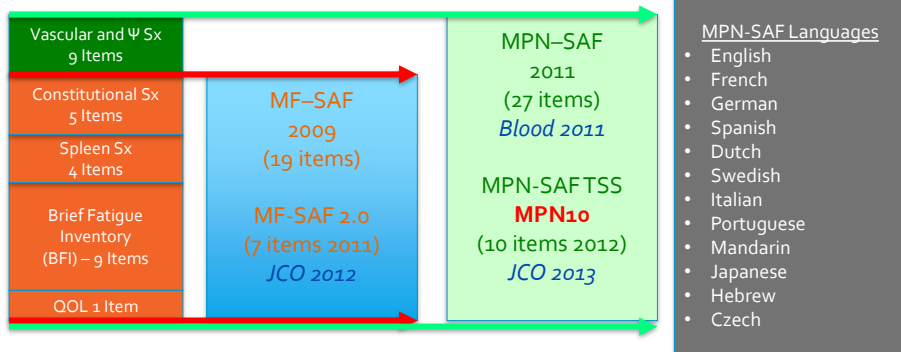 Vascular and Ψ Sx
9 Items
Constitutional Sx
5 Items
Spleen Sx
4 Items
Brief Fatigue
Inventory
(BFI) – 9 Items
QOL 1 Item
MF–SAF
2009
(19 items)
MF-SAF 2.0
(7 items 2011)
JCO 2012
MPN–SAF
2011
(27 items)
Blood 2011
MPN-SAF TSS
MPN10
(10 items 2012)
JCO 2013
MPN-SAF Languages
• English
• French
• German
• Spanish
• Dutch
• Swedish
• Italian
• Portuguese
• Mandarin
• Japanese
• Hebrew
• Czech